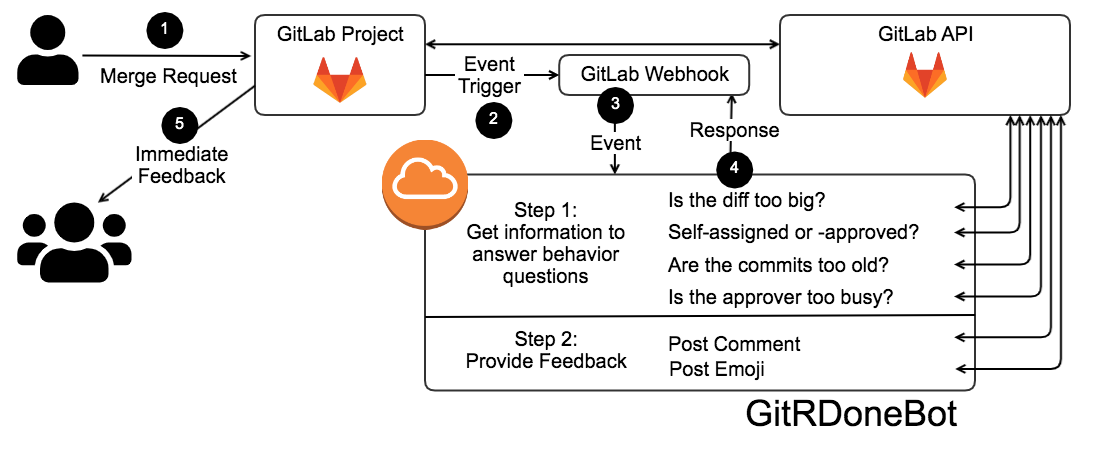 1
Merge Request
GitLab Project
GitLab API
Event
Trigger
2
GitLab Webhook
3
Event
Response
4
5
Immediate
Feedback
Step 1:
Get information to
answer behavior
questions
Is the diff too big?
Self-assigned or -approved?
Are the commits too old?
Is the approver too busy?
Step 2:
Provide Feedback
Post Comment
Post Emoji
GitRDoneBot